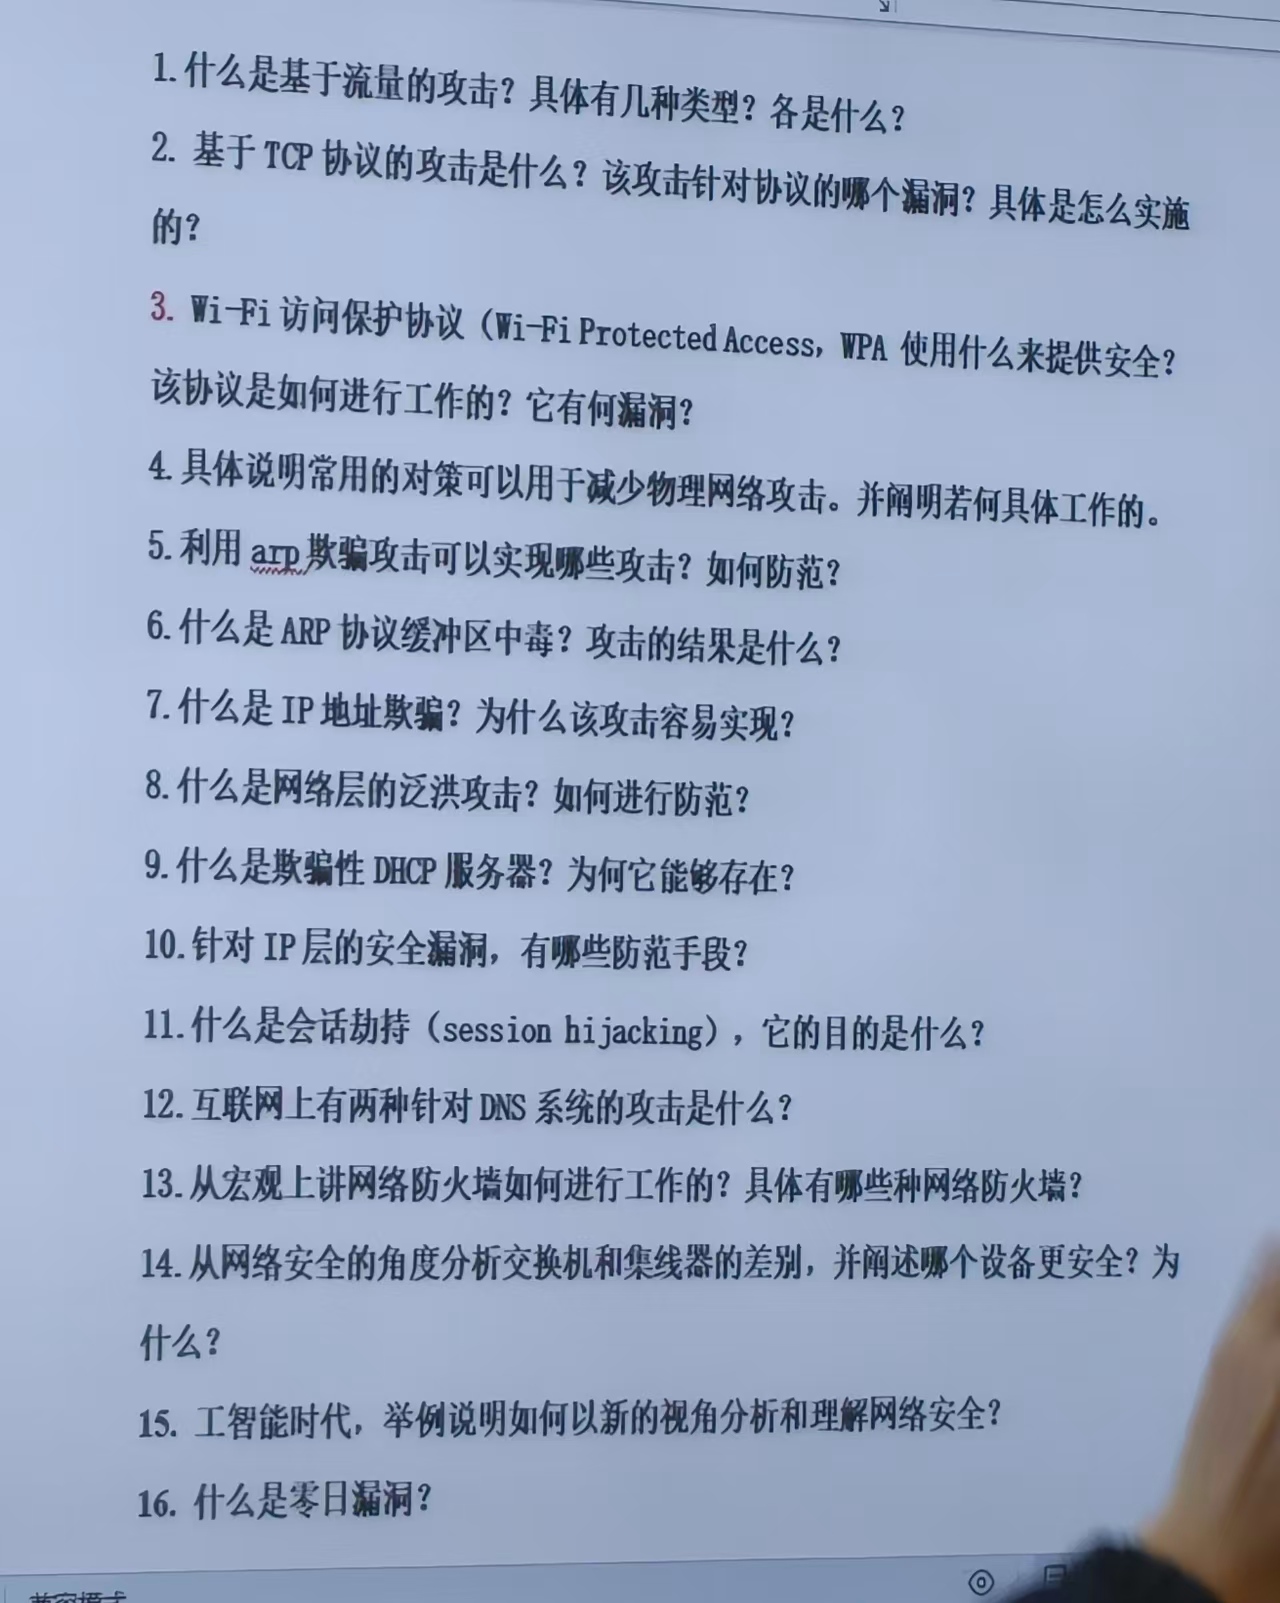 1.什么是基于流量的攻击？具体有几种类型？各是什么？
2. 基于 TCP 协议的攻击是什么？该攻击针对协议的哪个漏洞？具体是怎么实施
的？
3. Wi-Fi 访问保护协议（Wi-Fi Protected Access，WPA 使用什么来提供安全？
该协议是如何进行工作的？它有何漏洞？
4.具体说明常用的对策可以用于减少物理网络攻击。并阐明若何具体工作的。
5.利用 arp 欺骗攻击可以实现哪些攻击？如何防范？
6.什么是 ARP 协议缓冲区中毒？攻击的结果是什么？
7.什么是 IP 地址欺骗？为什么该攻击容易实现？
8.什么是网络层的泛洪攻击？如何进行防范？
9.什么是欺骗性 DHCP 服务器？为何它能够存在？
10.针对 IP 层的安全漏洞，有哪些防范手段？
11.什么是会话劫持（session hijacking），它的目的是什么？
12.互联网上有两种针对 DNS 系统的攻击是什么？
13.从宏观上讲网络防火墙如何进行工作的？具体有哪些种网络防火墙？
14.从网络安全的角度分析交换机和集线器的差别，并阐述哪个设备更安全？为
什么？
15. 工智能时代，举例说明如何以新的视角分析和理解网络安全？
16. 什么是零日漏洞？